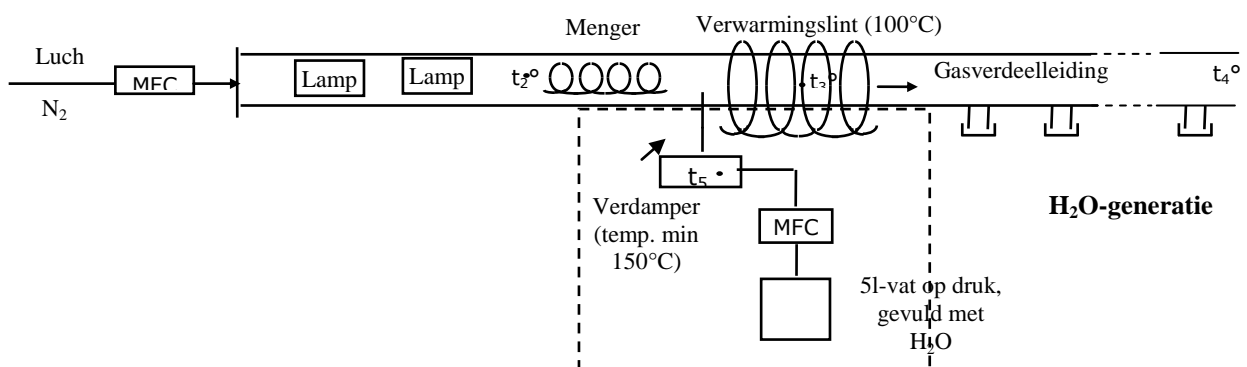 Menger
Verwarmingslint (100°C)
Luch
MFC
N₂
Lamp
Lamp
t₂°
t₃°
Gasverdeelleiding
t₄°
t₅
Verdamper
(temp. min
150°C)
MFC
H₂O-generatie
5l-vat op druk,
gevuld met
H₂O